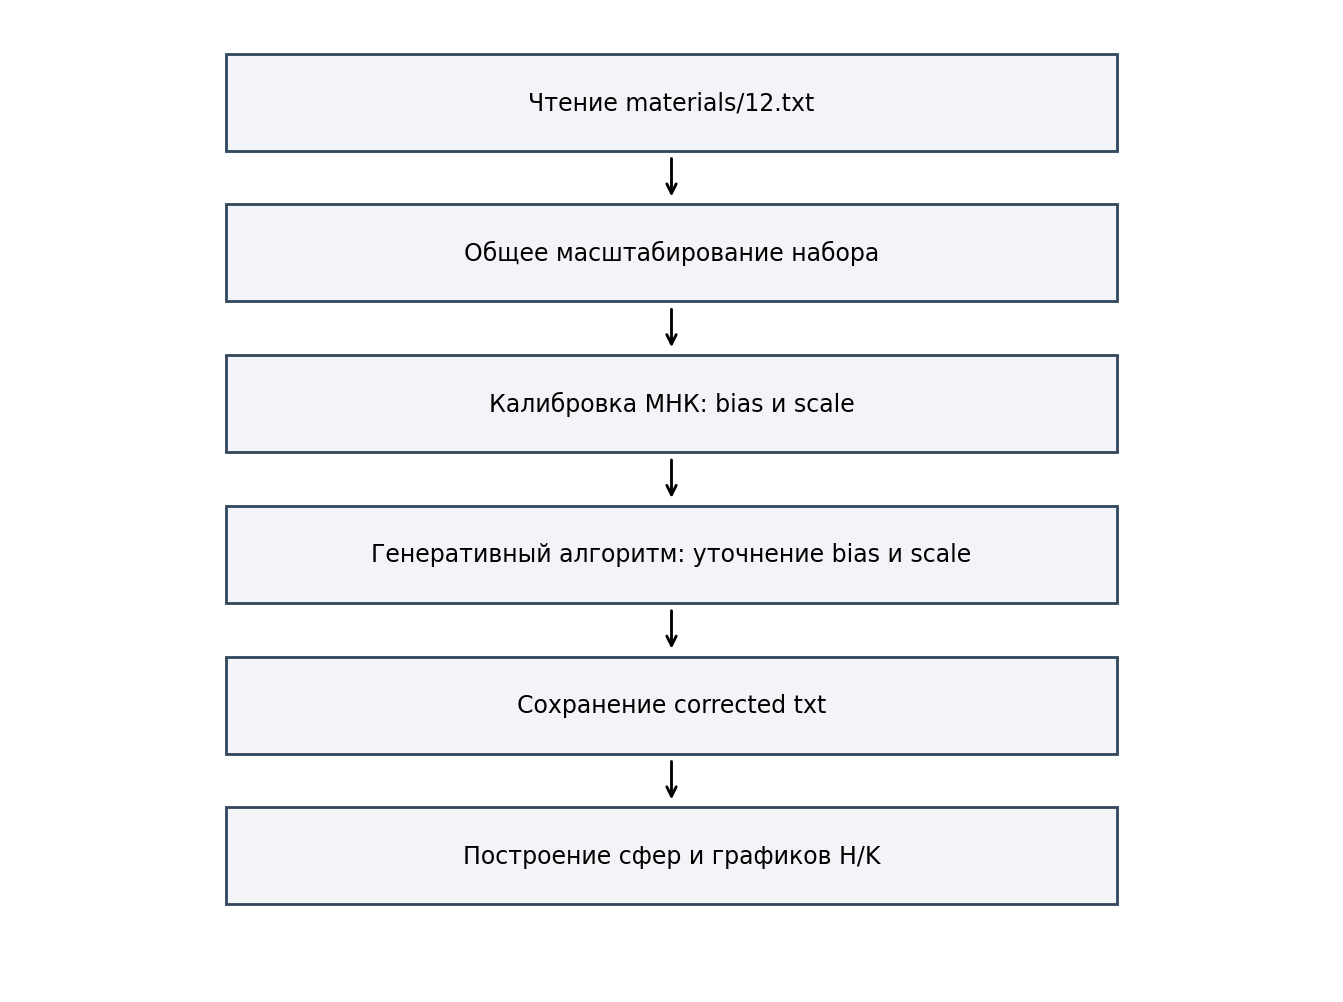 Чтение materials/12.txt
Общее масштабирование набора
Калибровка МНК: bias и scale
Генеративный алгоритм: уточнение bias и scale
Сохранение corrected txt
Построение сфер и графиков H/K